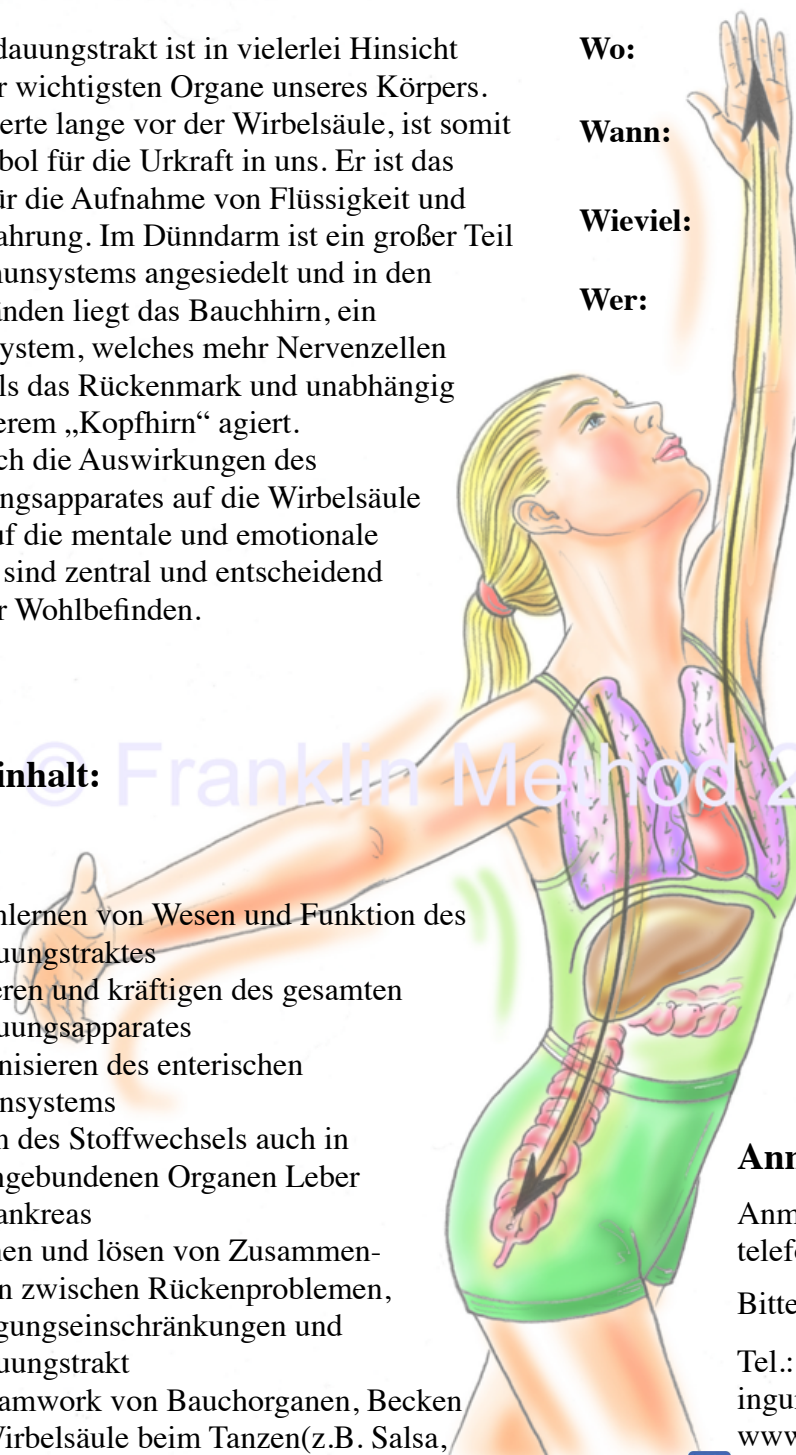 dauungstrakt ist in vielerlei Hinsicht
r wichtigsten Organe unseres Körpers.
erte lange vor der Wirbelsäule, ist somit
bol für die Urkraft in uns. Er ist das
ür die Aufnahme von Flüssigkeit und
ahrung. Im Dünndarm ist ein großer Teil
nunsystems angesiedelt und in den
änden liegt das Bauchhirn, ein
ystem, welches mehr Nervenzellen
ls das Rückenmark und unabhängig
erem „Kopfhirn“ agiert.
ch die Auswirkungen des
ngsapparates auf die Wirbelsäule
uf die mentale und emotionale
sind zentral und entscheidend
r Wohlbefinden.
Wo:
Wann:
Wieviel:
Wer:
© Franklin Method 2
inhalt:
nlernen von Wesen und Funktion des
uungstraktes
eren und kräftigen des gesamten
uungsapparates
nisieren des enterischen
nsystems
n des Stoffwechsels auch in
ngebundenen Organen Leber
ankreas
nen und lösen von Zusammen-
n zwischen Rückenproblemen,
gungseinschränkungen und
uungstrakt
amwork von Bauchorganen, Becken
Wirbelsäule beim Tanzen(z.B. Salsa,
Anm
Anm
telefo
Bitte
Tel.:
ingu
www